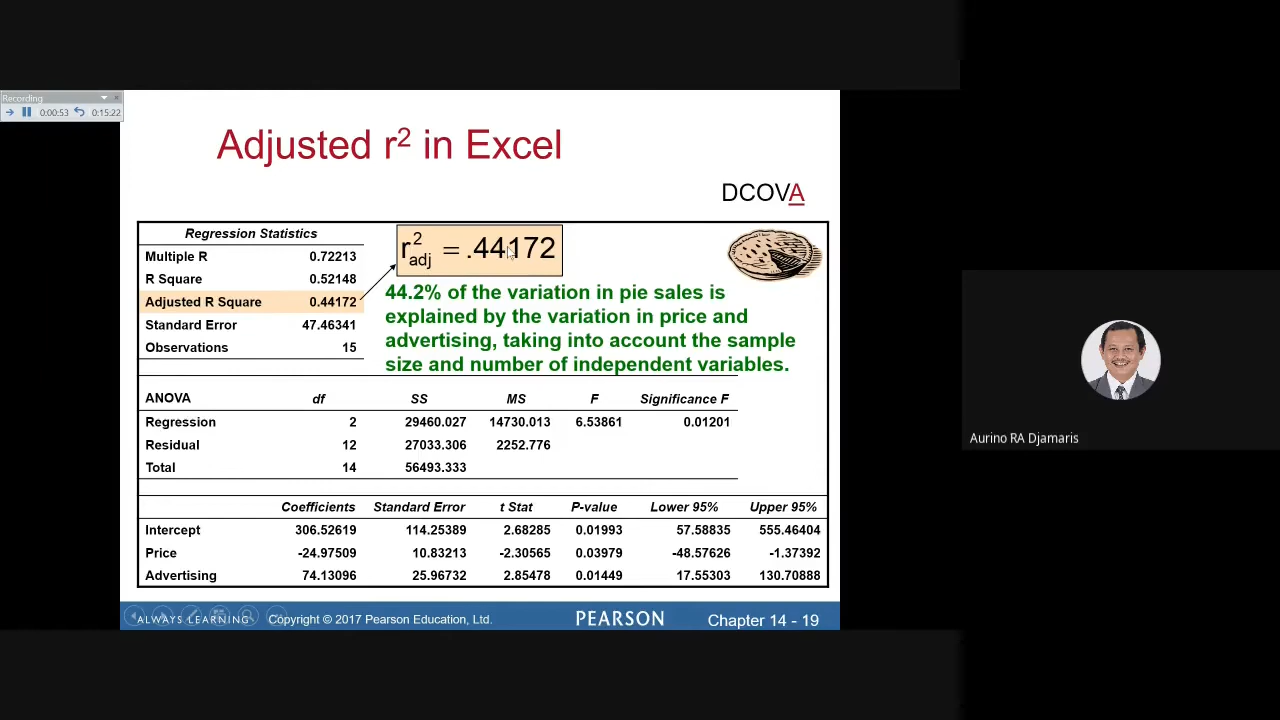 Recording
0:00:53 0:15:22
Adjusted r² in Excel
DCOVA
Regression Statistics
Multiple R 0.72213
R Square 0.52148
Adjusted R Square 0.44172
Standard Error 47.46341
Observations 15
r²adj = .44172
44.2% of the variation in pie sales is
explained by the variation in price and
advertising, taking into account the sample
size and number of independent variables.
ANOVA df SS MS F Significance F
Regression 2 29460.027 14730.013 6.53861 0.01201
Residual 12 27033.306 2252.776
Total 14 56493.333
Coefficients Standard Error t Stat P-value Lower 95% Upper 95%
Intercept 306.52619 114.25389 2.68285 0.01993 57.58835 555.46404
Price -24.97509 10.83213 -2.30565 0.03979 -48.57626 -1.37392
Advertising 74.13096 25.96732 2.85478 0.01449 17.55303 130.70888
ALWAYS LEARNING Copyright © 2017 Pearson Education, Ltd. PEARSON Chapter 14 - 19
Aurino RA Djamaris